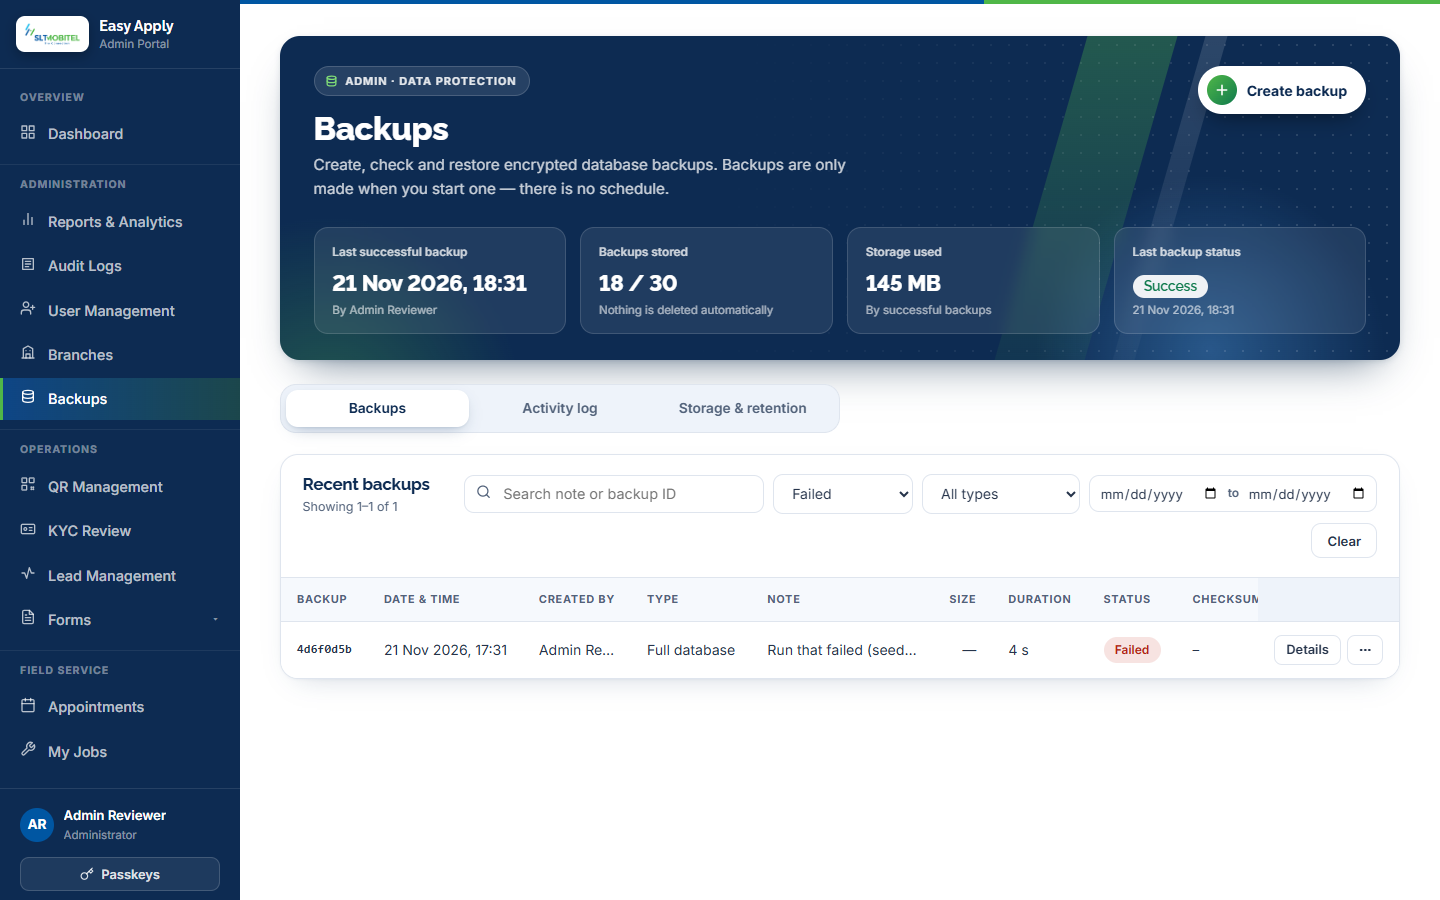 SLTMOBITEL
Easy Apply
Admin Portal
OVERVIEW
Dashboard
ADMINISTRATION
Reports & Analytics
Audit Logs
User Management
Branches
Backups
OPERATIONS
QR Management
KYC Review
Lead Management
Forms
FIELD SERVICE
Appointments
My Jobs
AR
Admin Reviewer
Administrator
Passkeys
ADMIN · DATA PROTECTION
Create backup
Backups
Create, check and restore encrypted database backups. Backups are only
made when you start one — there is no schedule.
Last successful backup
21 Nov 2026, 18:31
By Admin Reviewer
Backups stored
18 / 30
Nothing is deleted automatically
Storage used
145 MB
By successful backups
Last backup status
Success
21 Nov 2026, 18:31
Backups Activity log Storage & retention
Recent backups
Showing 1–1 of 1
Search note or backup ID
Failed
All types
mm/dd/yyyy to mm/dd/yyyy
Clear
BACKUP DATE & TIME CREATED BY TYPE NOTE SIZE DURATION STATUS CHECKSUM
4d6f0d5b 21 Nov 2026, 17:31 Admin Re... Full database Run that failed (seed... — 4 s Failed – Details ...